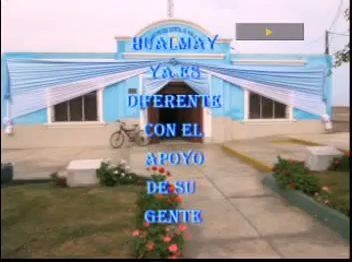 HUALMAY
YA ES
DIFERENTE
CON EL
APOYO
DE SU
GENTE